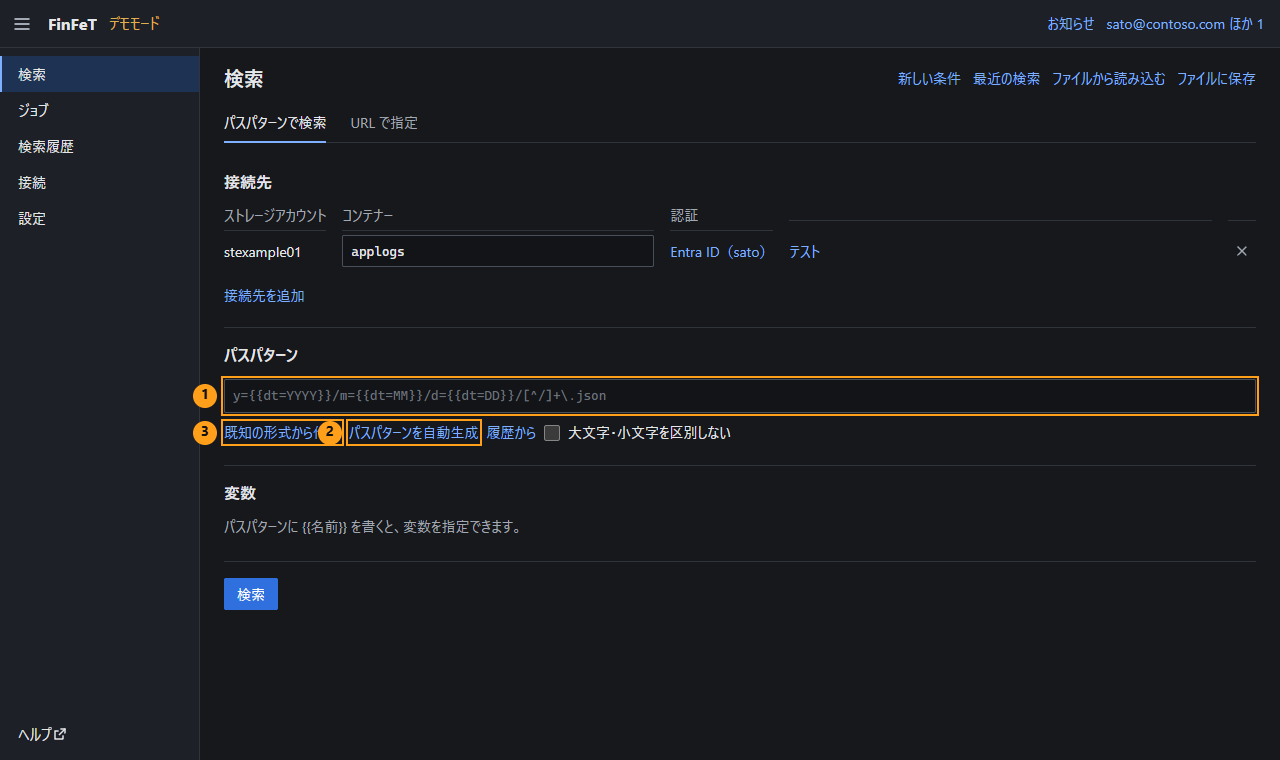 FinFeT デモモード お知らせ sato@contoso.com ほか 1
検索
ジョブ
検索履歴
接続
設定
ヘルプ
検索 新しい条件 最近の検索 ファイルから読み込む ファイルに保存
パスパターンで検索 URL で指定
接続先
ストレージアカウント コンテナー 認証
stexample01 applogs Entra ID（sato） テスト ×
接続先を追加
パスパターン
1 y={{dt=YYYY}}/m={{dt=MM}}/d={{dt=DD}}/[^/]+\.json
3 既知の形式から 2 パスパターンを自動生成 履歴から 大文字・小文字を区別しない
変数
パスパターンに {{名前}} を書くと、変数を指定できます。
検索